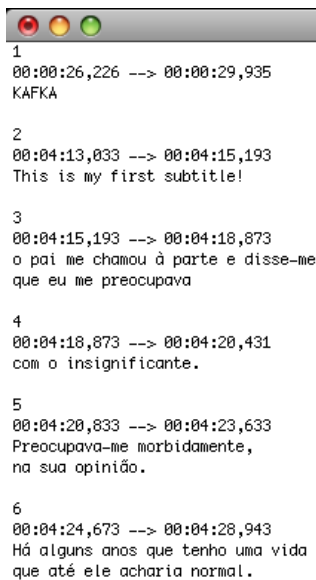 1
00:00:26,226 --> 00:00:29,935
KAFKA
2
00:04:13,033 --> 00:04:15,193
This is my first subtitle!
3
00:04:15,193 --> 00:04:18,873
o pai me chamou à parte e disse-me
que eu me preocupava
4
00:04:18,873 --> 00:04:20,431
com o insignificante.
5
00:04:20,833 --> 00:04:23,633
Preocupava-me morbidamente,
na sua opinião.
6
00:04:24,673 --> 00:04:28,943
Há alguns anos que tenho uma vida
que até ele acharia normal.